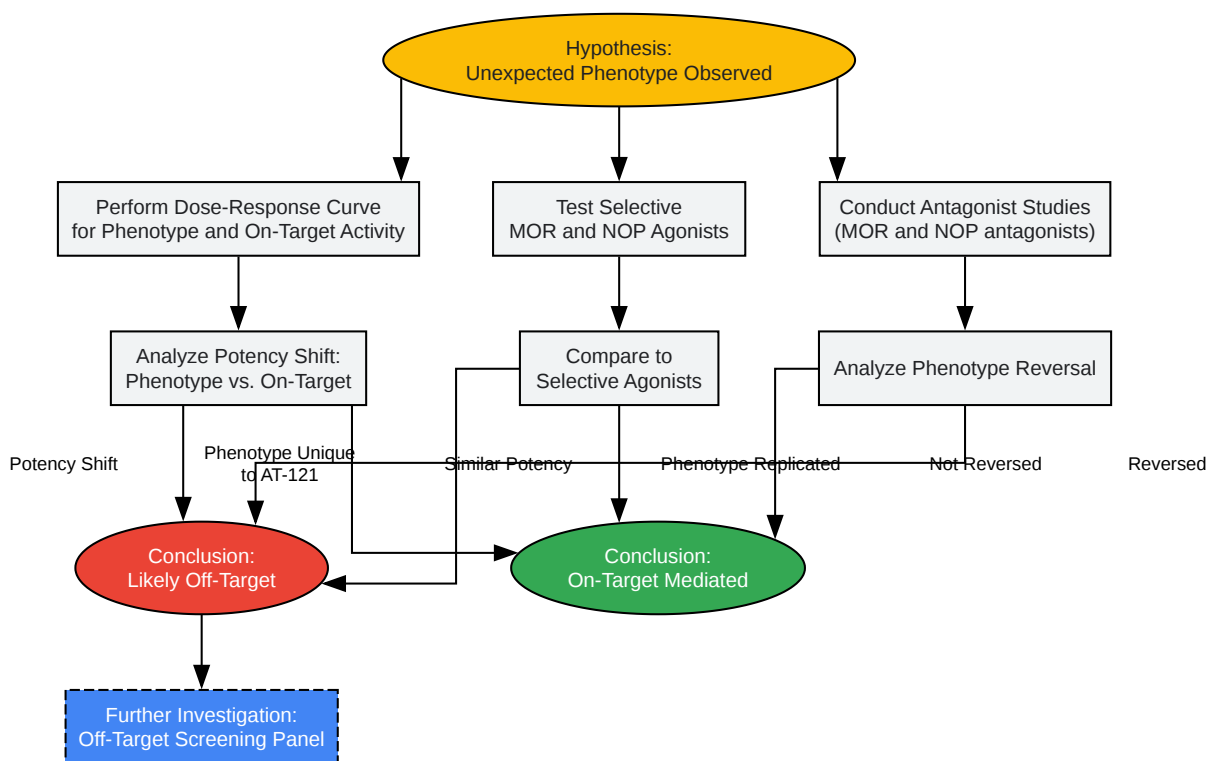 Hypothesis:
Unexpected Phenotype Observed
Perform Dose-Response Curve
for Phenotype and On-Target Activity
Test Selective
MOR and NOP Agonists
Conduct Antagonist Studies
(MOR and NOP antagonists)
Analyze Potency Shift:
Phenotype vs. On-Target
Compare to
Selective Agonists
Analyze Phenotype Reversal
Potency Shift
Phenotype Unique
to AT-121
Similar Potency
Phenotype Replicated
Not Reversed
Reversed
Conclusion:
Likely Off-Target
Conclusion:
On-Target Mediated
Further Investigation:
Off-Target Screening Panel